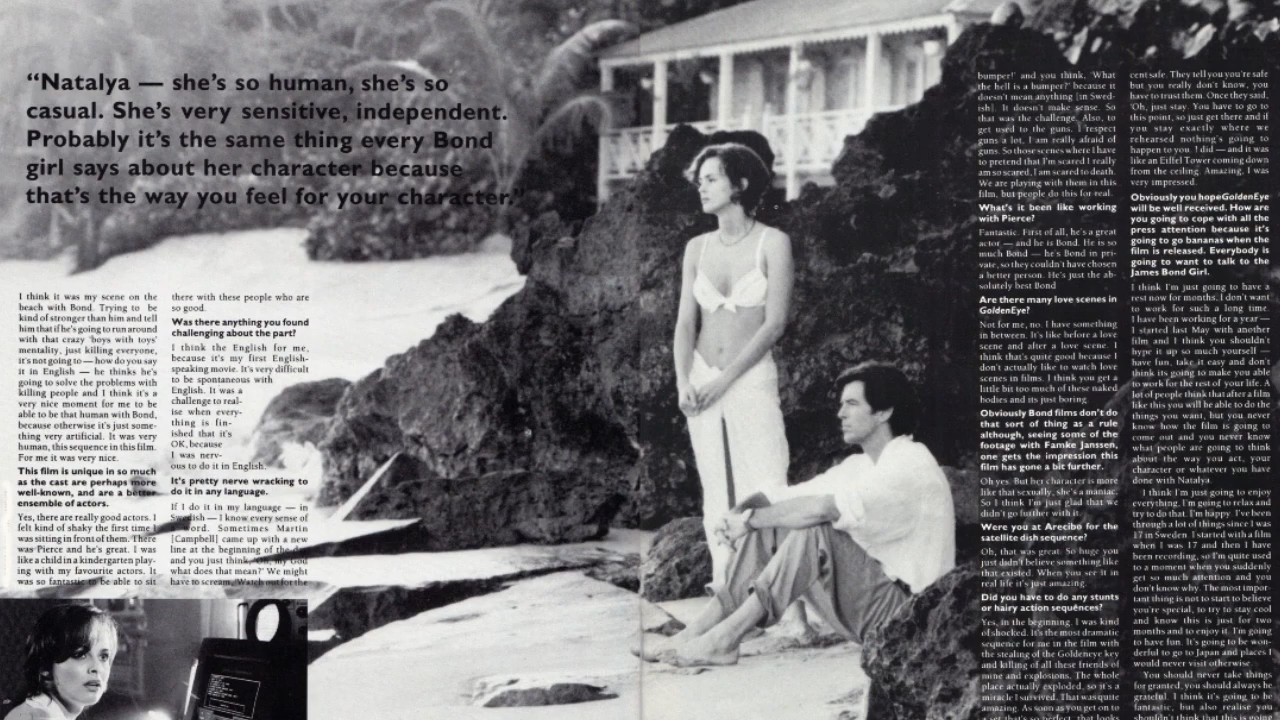 “Natalya — she’s so human, she’s so
casual. She’s very sensitive, independent.
Probably it’s the same thing every Bond
girl says about her character because
that’s the way you feel for your character.”
I think it was my scene on the
beach with Bond. Trying to be
kind of stronger than him and tell
him that if he’s going to run around
with that crazy ‘boys with toys’
mentality, just killing everyone,
it’s not going to — how do you say
it in English — he thinks he’s
going to solve the problems with
killing people and I think it’s a
very nice moment for me to be
able to be that human with Bond,
because otherwise it’s just some-
thing very artificial. It was very
human, this sequence in this film.
For me it was very nice.
This film is unique in so much
as the cast are perhaps more
well-known, and are a better
ensemble of actors.
Yes, there are really good actors. I
felt kind of shaky the first time I
was sitting in front of them. There
was Pierce and he’s great. I was
like a child in a kindergarten play-
ing with my favourite actors. It
was so fantastic to be able to sit
there with these people who are
so good.
Was there anything you found
challenging about the part?
I think the English for me,
because it’s my first English-
speaking movie. It’s very difficult
to be spontaneous with
English. It was a
challenge to real-
ise when every-
thing is fin-
ished that it’s
OK, because
I was nerv-
ous to do it in English.
It’s pretty nerve wracking to
do it in any language.
If I do it in my language — in
Swedish — I know every sense of
a word. Sometimes Martin
[Campbell] came up with a new
line at the beginning of the day
and you just think, ‘Oh, my God
what does that mean?’ We might
have to scream, ‘Watch out for the
bumper!’ and you think, ‘What
the hell is a bumper?’ because it
doesn’t mean anything [in Swed-
ish]. It doesn’t make sense. So
that was the challenge. Also, to
get used to the guns. I respect
guns a lot, I am really afraid of
guns. So those scenes where I have
to pretend that I’m scared I really
am so scared, I am scared to death.
We are playing with them in this
film, but people do this for real.
What’s it been like working
with Pierce?
Fantastic. First of all, he’s a great
actor — and he is Bond. He is so
much Bond — he’s Bond in pri-
vate, so they couldn’t have chosen
a better person. He’s just the ab-
solutely best Bond
Are there many love scenes in
GoldenEye?
Not for me, no. I have something
in between. It’s like before a love
scene and after a love scene. I
think that’s quite good because I
don’t actually like to watch love
scenes in films. I think you get a
little bit too much of these naked
bodies and its just boring.
Obviously Bond films don’t do
that sort of thing as a rule
although, seeing some of the
footage with Famke Janssen,
one gets the impression this
film has gone a bit further.
Oh yes. But her character is more
like that sexually, she’s a maniac.
So I think I’m just glad that we
didn’t go further with it.
Were you at Arecibo for the
satellite dish sequence?
Oh, that was great. So huge you
just didn’t believe something like
that existed. When you see it in
real life it’s just amazing.
Did you have to do any stunts
or hairy action sequences?
Yes, in the beginning. I was kind
of shocked. It’s the most dramatic
sequence for me in the film with
the stealing of the Goldeneye key
and killing of all these friends of
mine and explosions. The whole
place actually exploded, so it’s a
miracle I survived. That was quite
amazing. As soon as you get on to
a set that’s so perfect, that looks
cent safe. They tell you you’re safe
but you really don’t know, you
have to trust them. Once they said,
‘Oh, just stay. You have to go to
this point, so just get there and if
you stay exactly where we
rehearsed nothing’s going to
happen to you. I did — and it was
like an Eiffel Tower coming down
from the ceiling. Amazing, I was
very impressed.
Obviously you hope GoldenEye
will be well received. How are
you going to cope with all the
press attention because it’s
going to go bananas when the
film is released. Everybody is
going to want to talk to the
James Bond Girl.
I think I’m just going to have a
rest now for months. I don’t want
to work for such a long time.
I have been working for a year —
I started last May with another
film and I think you shouldn’t
hype it up so much yourself —
have fun, take it easy and don’t
think its going to make you able
to work for the rest of your life. A
lot of people think that after a film
like this you will be able to do the
things you want, but you never
know how the film is going to
come out and you never know
what people are going to think
about the way you act, your
character or whatever you have
done with Natalya.
I think I’m just going to enjoy
everything. I’m going to relax and
try to do that. I’m happy. I’ve been
through a lot of things since I was
17 in Sweden. I started with a film
when I was 17 and then I have
been recording, so I’m quite used
to a moment when you suddenly
get so much attention and you
don’t know why. The most impor-
tant thing is not to start to believe
you’re special, to try to stay cool
and know this is just for two
months and to enjoy it. I’m going
to have fun. It’s going to be won-
derful to go to Japan and places I
would never visit otherwise.
You should never take things
for granted, you should always be
grateful. I think it’s going to be
fantastic, but also realise you
shouldn’t think that this is going